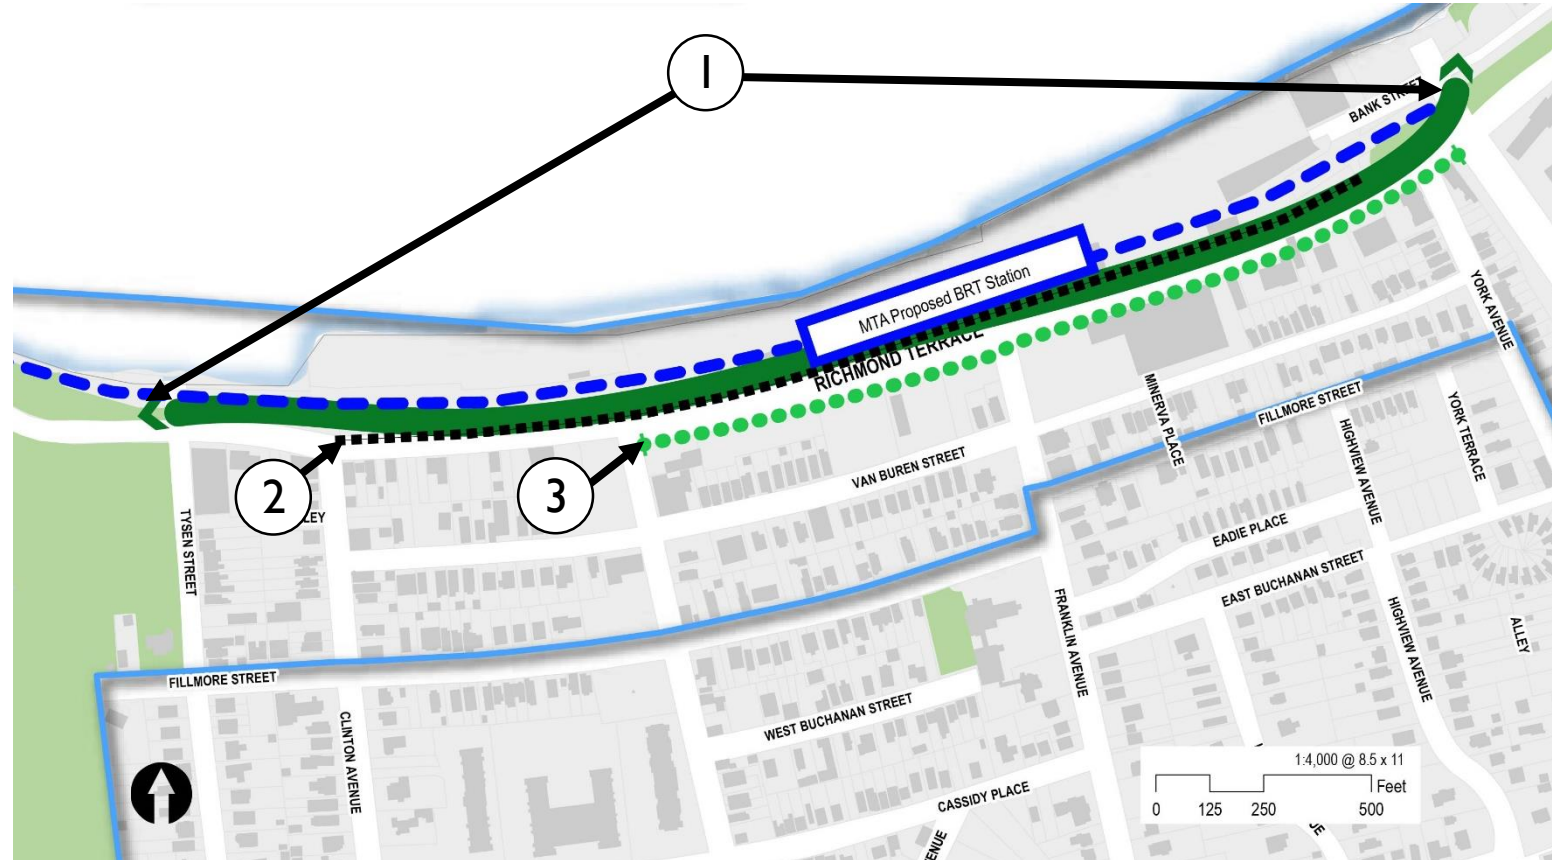 1
BANK STREET
MTA Proposed BRT Station
RICHMOND TERRACE
YORK AVENUE
MINERVA PLACE
FILLMORE STREET
YORK TERRACE
HIGHVIEW AVENUE
2
3
LEY
VAN BUREN STREET
TYSEN STREET
EADIE PLACE
EAST BUCHANAN STREET
FRANKLIN AVENUE
HIGHVIEW AVENUE
ALLEY
FILLMORE STREET
CLINTON AVENUE
WEST BUCHANAN STREET
CASSIDY PLACE
ENUE
1:4,000 @ 8.5 x 11
Feet
0 125 250 500